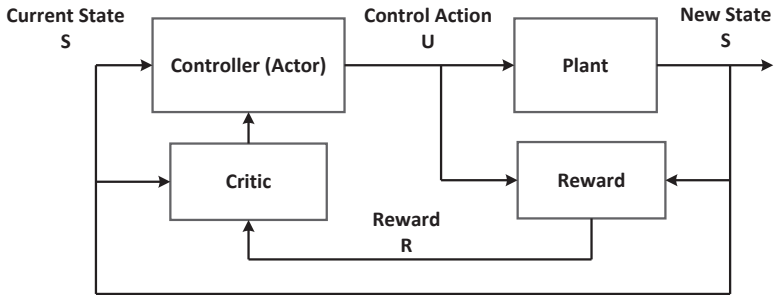 Current State
S
Control Action
U
New State
S
Controller (Actor)
Plant
Critic
Reward
Reward
R